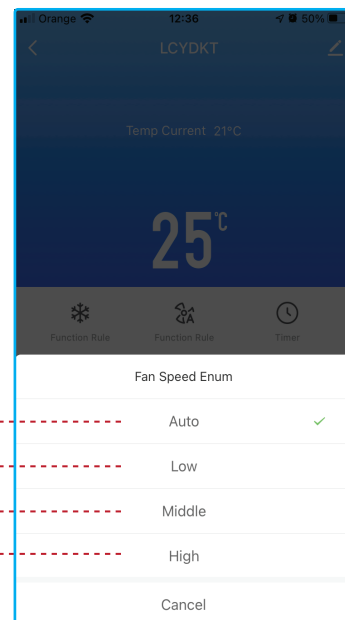 Orange 12:36 50%
LCYDKT
Temp Current 21°C
25°C
Function Rule Function Rule Timer
Fan Speed Enum
Auto
Low
Middle
High
Cancel